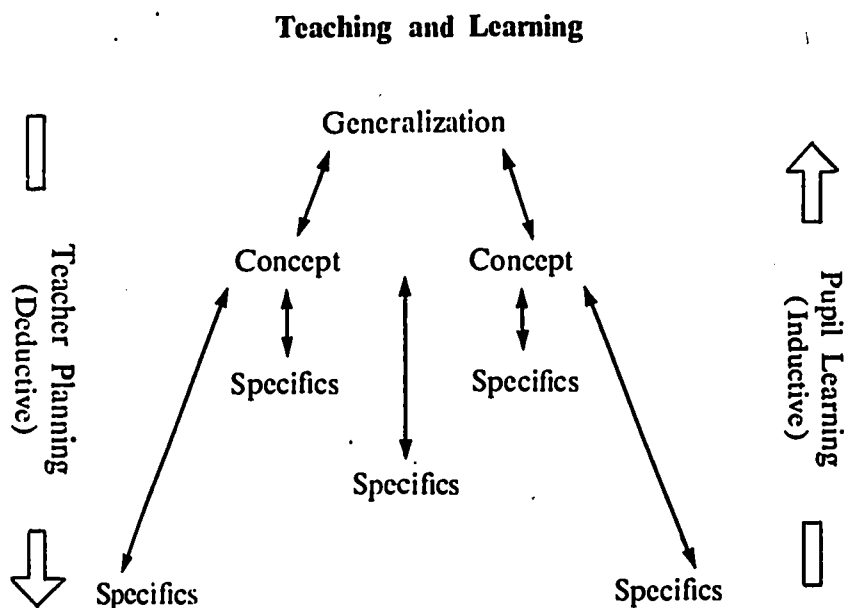 Teaching and Learning
Generalization
Teacher Planning
(Deductive)
Concept
Concept
Pupil Learning
(Inductive)
Specifics
Specifics
Specifics
Specifics
Specifics